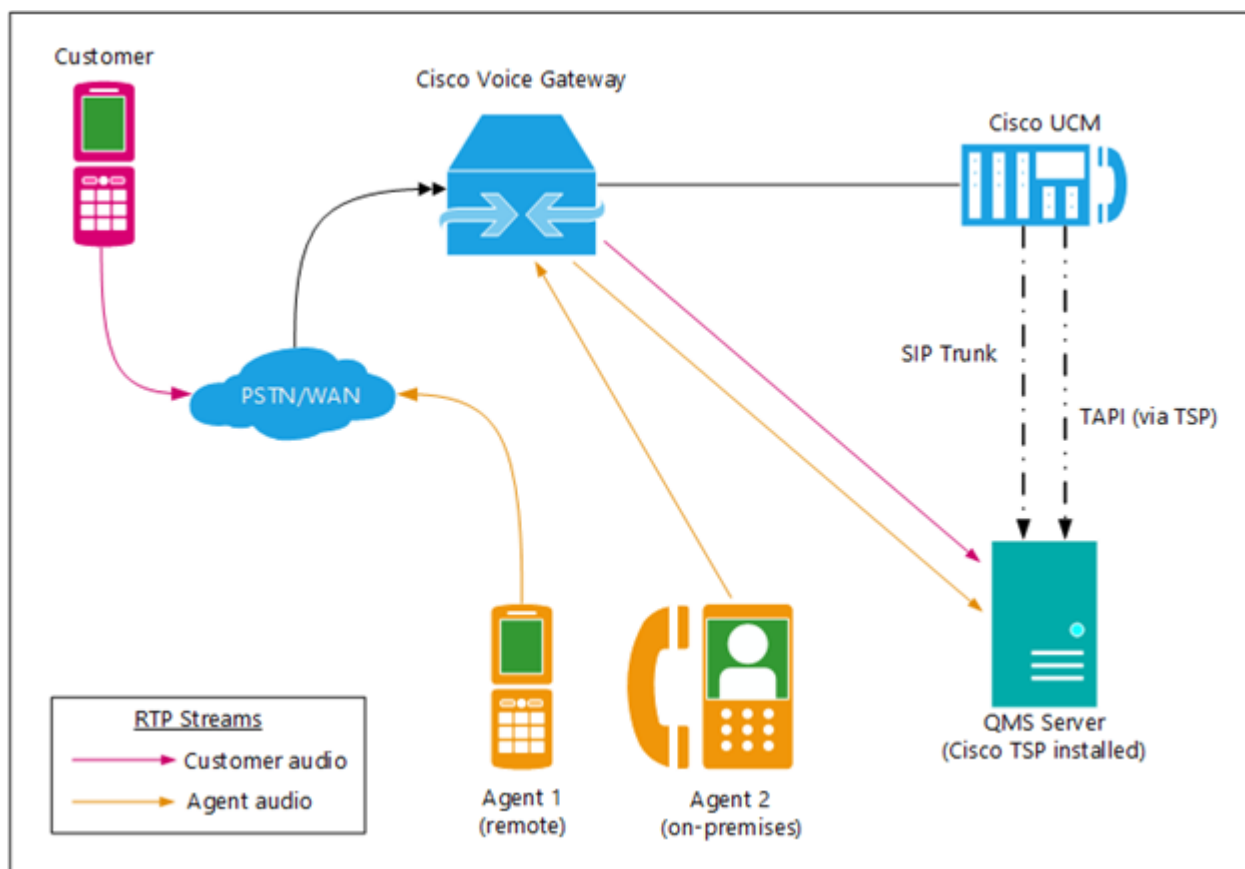 Customer
Cisco Voice Gateway
Cisco UCM
SIP Trunk
TAPI (via TSP)
PSTN/WAN
QMS Server
(Cisco TSP installed)
Agent 1
(remote)
Agent 2
(on-premises)
RTP Streams
Customer audio
Agent audio